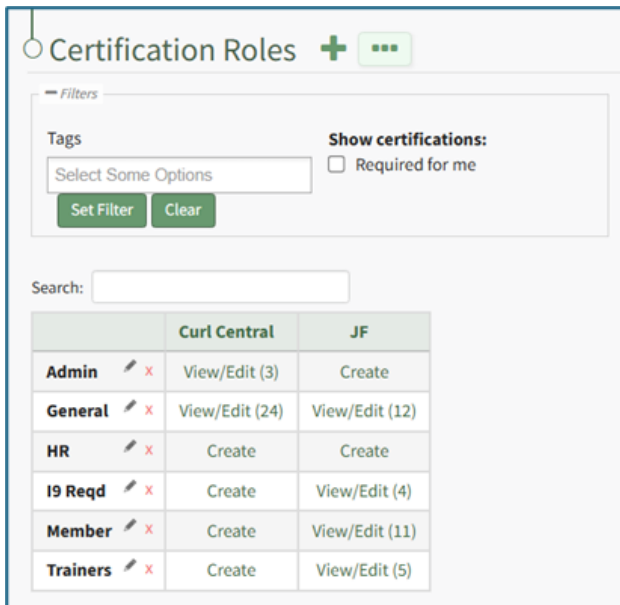 Certification Roles
Filters
Tags Show certifications:
Select Some Options Required for me
Set Filter Clear
Search:
Curl Central JF
Admin x View/Edit (3) Create
General x View/Edit (24) View/Edit (12)
HR x Create Create
I9 Reqd x Create View/Edit (4)
Member x Create View/Edit (11)
Trainers x Create View/Edit (5)